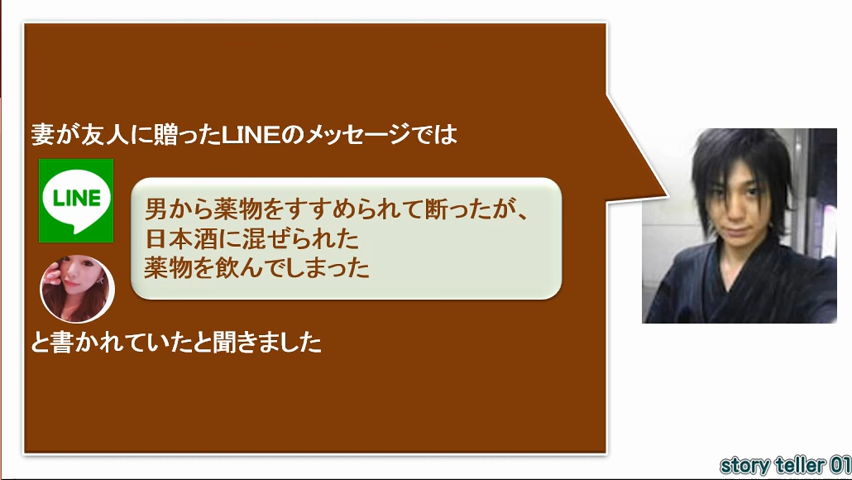 妻が友人に贈ったLINEのメッセージでは
LINE
男から薬物をすすめられて断ったが、
日本酒に混ぜられた
薬物を飲んでしまった
と書かれていたと聞きました
story teller 01